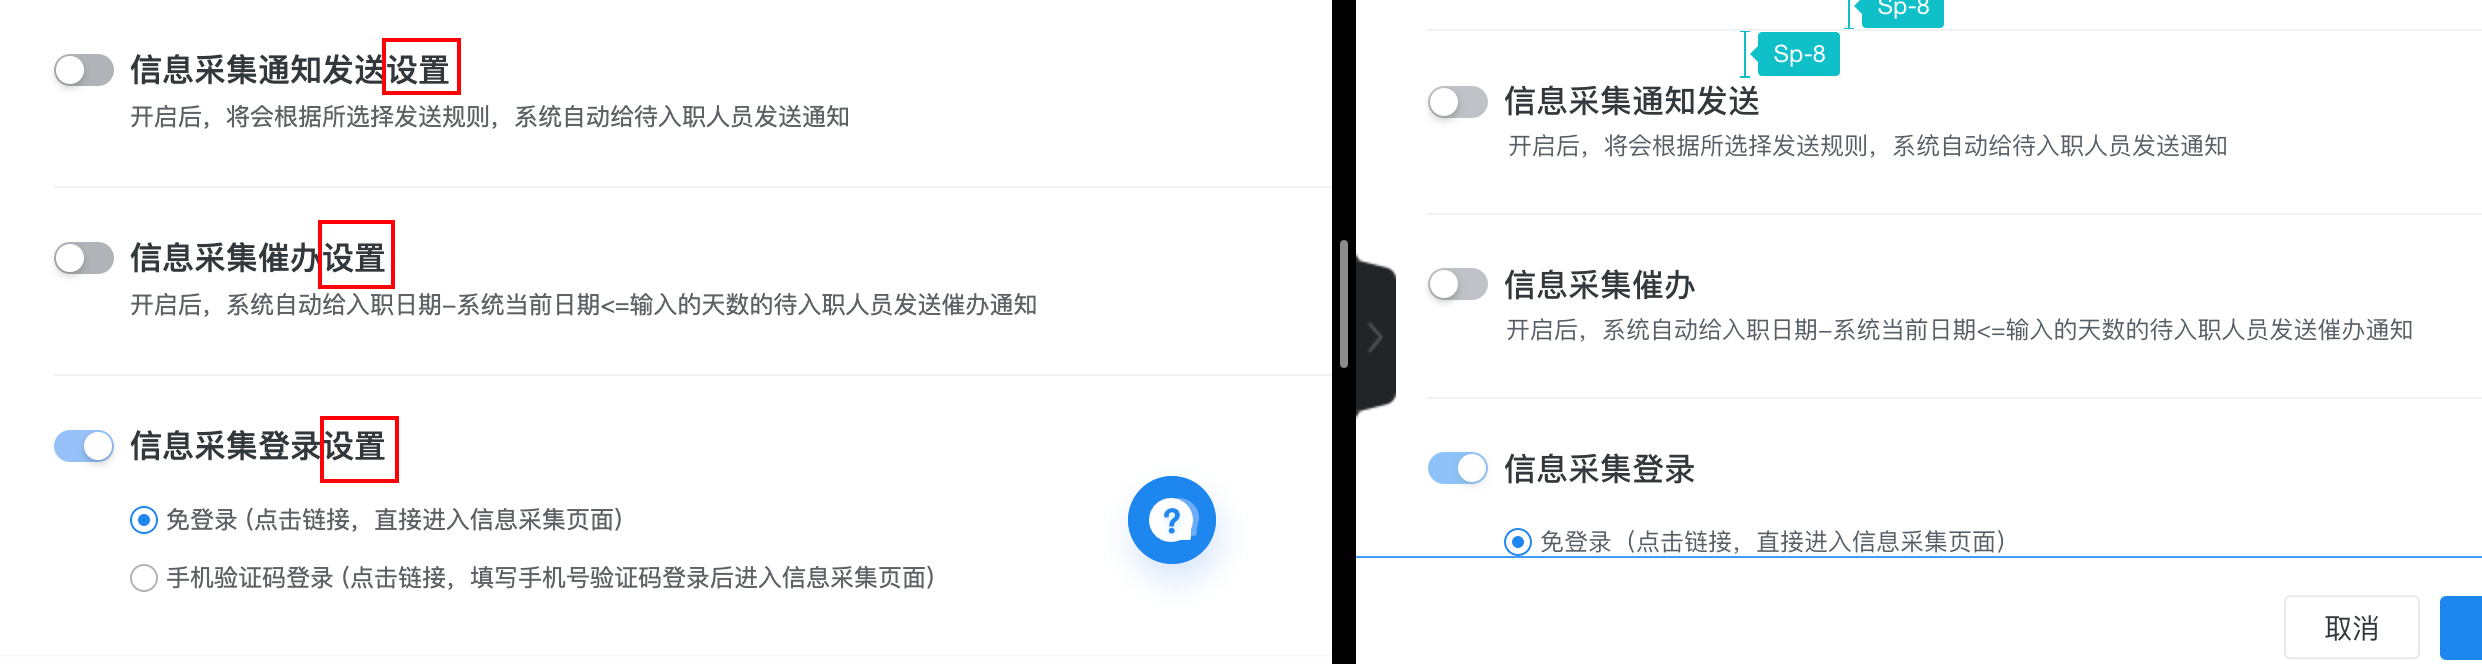 信息采集通知发送设置
开启后，将会根据所选择发送规则，系统自动给待入职人员发送通知
信息采集催办设置
开启后，系统自动给入职日期-系统当前日期<=输入的天数的待入职人员发送催办通知
信息采集登录设置
免登录 (点击链接，直接进入信息采集页面)
手机验证码登录 (点击链接，填写手机号验证码登录后进入信息采集页面)
Sp-8
Sp-8
信息采集通知发送
开启后，将会根据所选择发送规则，系统自动给待入职人员发送通知
信息采集催办
开启后，系统自动给入职日期-系统当前日期<=输入的天数的待入职人员发送催办通知
信息采集登录
免登录（点击链接，直接进入信息采集页面）
取消